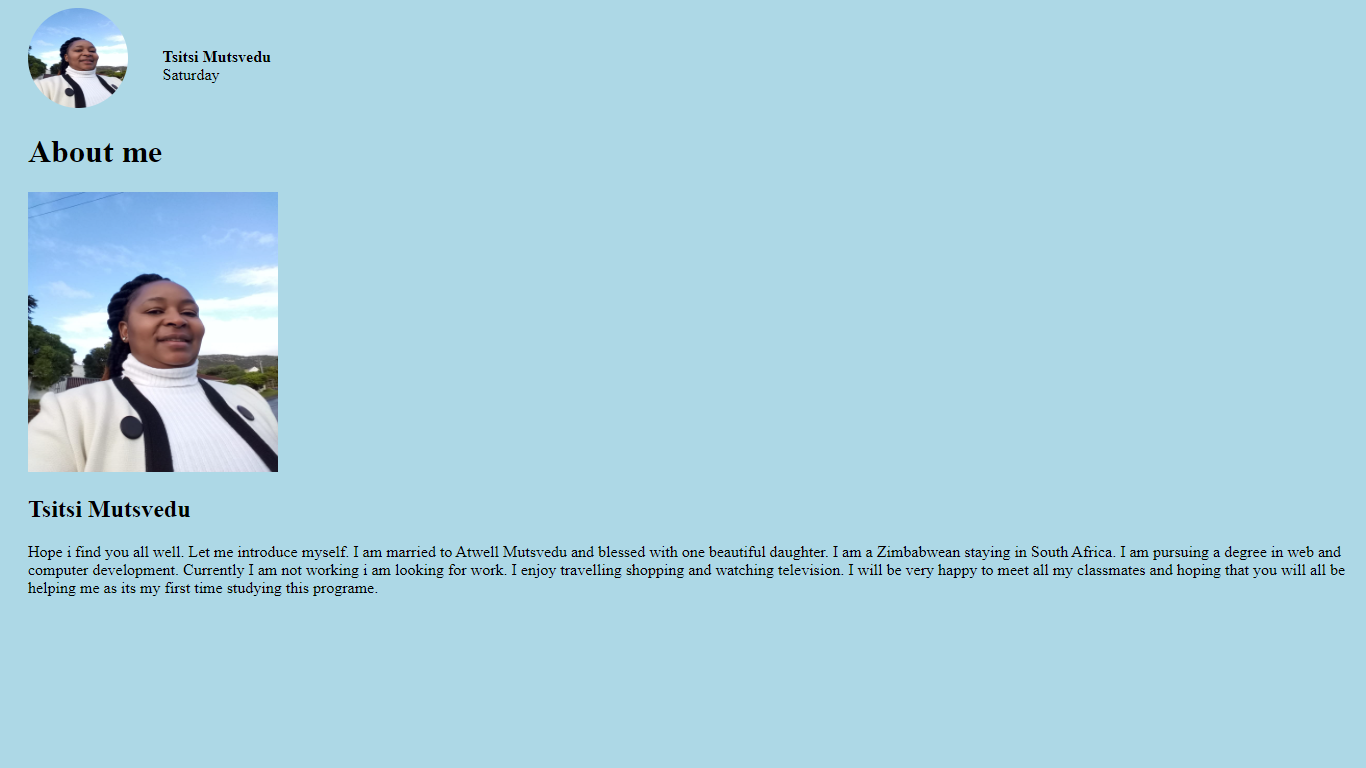 Tsitsi Mutsvedu
Saturday
About me
Tsitsi Mutsvedu
Hope i find you all well. Let me introduce myself. I am married to Atwell Mutsvedu and blessed with one beautiful daughter. I am a Zimbabwean staying in South Africa. I am pursuing a degree in web and
computer development. Currently I am not working i am looking for work. I enjoy travelling shopping and watching television. I will be very happy to meet all my classmates and hoping that you will all be
helping me as its my first time studying this programe.